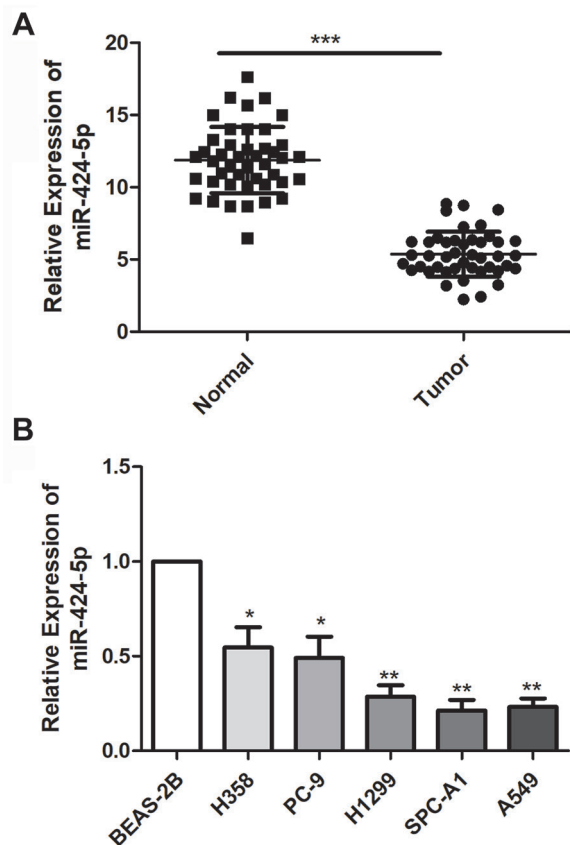 A
***
20
15
10
5
0
Relative Expression of
miR-424-5p
Normal
Tumor
B
1.5
1.0
0.5
0.0
Relative Expression of
miR-424-5p
*
*
**
**
**
BEAS-2B
H358
PC-9
H1299
SPC-A1
A549